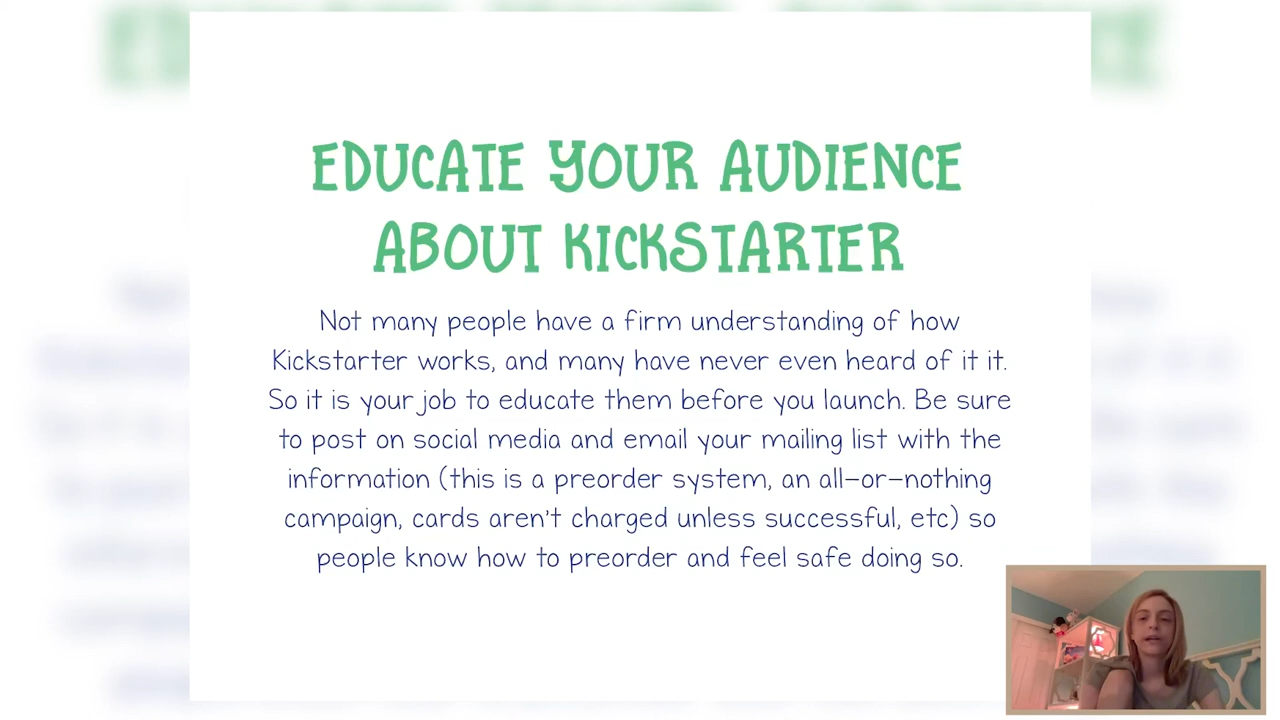 EDUCATE YOUR AUDIENCE
ABOUT KICKSTARTER
Not many people have a firm understanding of how
Kickstarter works, and many have never even heard of it it.
So it is your job to educate them before you launch. Be sure
to post on social media and email your mailing list with the
information (this is a preorder system, an all-or-nothing
campaign, cards aren't charged unless successful, etc) so
people know how to preorder and feel safe doing so.